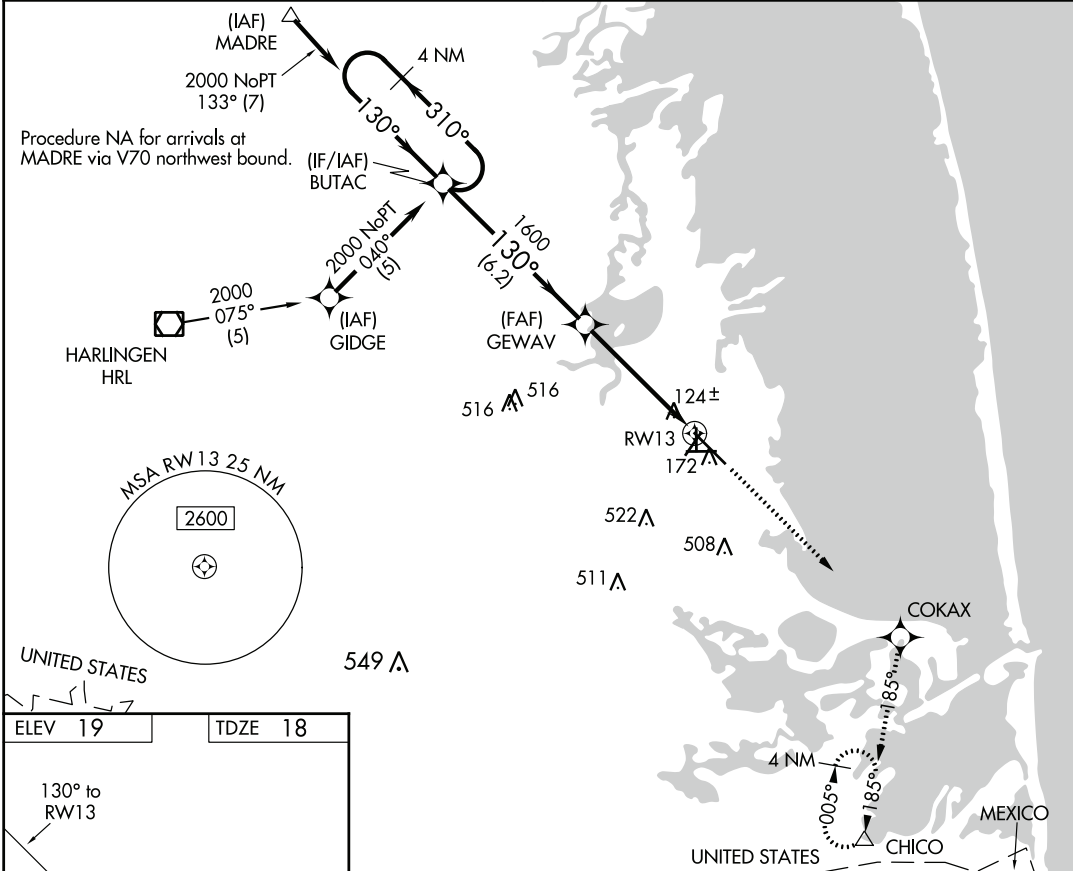 (IAF)
MADRE
2000 NoPT
133° (7)
4 NM
130°
310°
Procedure NA for arrivals at
MADRE via V70 northwest bound.
(IF/IAF)
BUTAC
2000 NoPT
040°
(5)
1600
130°
(6.2)
2000
075°
(5)
(IAF)
GIDGE
HARLINGEN
HRL
(FAF)
GEWAV
516
516
124±
RW13
172
MSA RW13 25 NM
2600
522
508
511
COKAX
549
UNITED STATES
185°
ELEV 19
TDZE 18
4 NM
005°
185°
130° to
RW13
MEXICO
CHICO
UNITED STATES